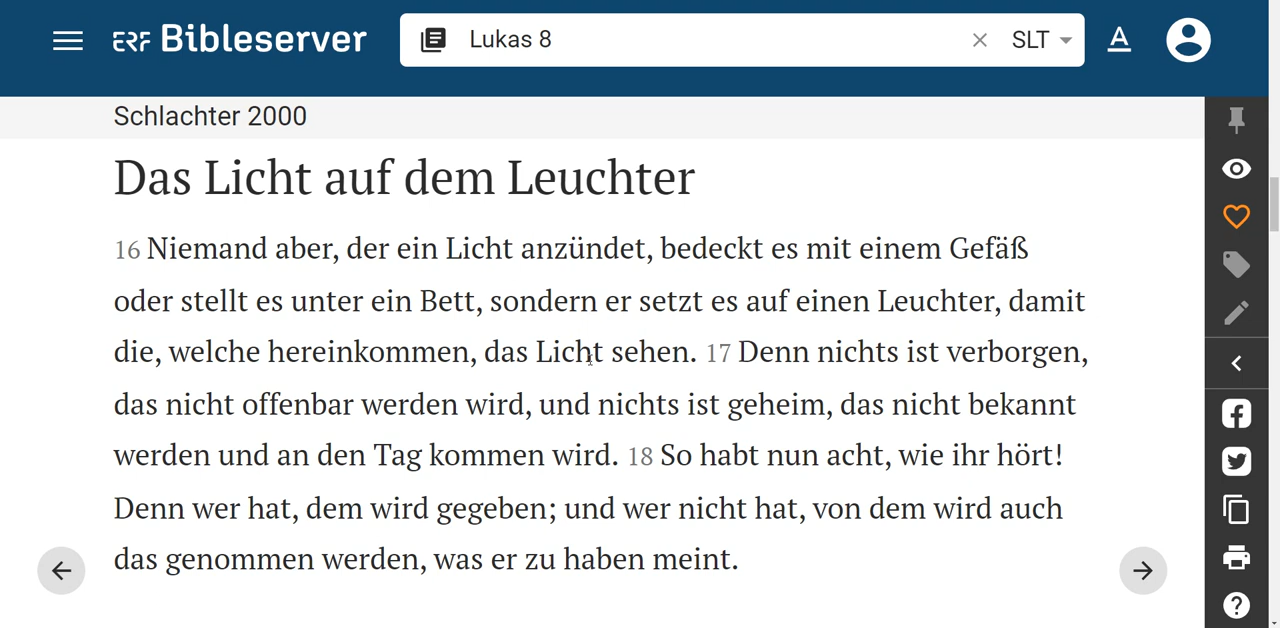 ERF Bibleserver
Lukas 8
SLT
A
Schlachter 2000
Das Licht auf dem Leuchter
16 Niemand aber, der ein Licht anzündet, bedeckt es mit einem Gefäß
oder stellt es unter ein Bett, sondern er setzt es auf einen Leuchter, damit
die, welche hereinkommen, das Licht sehen. 17 Denn nichts ist verborgen,
das nicht offenbar werden wird, und nichts ist geheim, das nicht bekannt
werden und an den Tag kommen wird. 18 So habt nun acht, wie ihr hört!
Denn wer hat, dem wird gegeben; und wer nicht hat, von dem wird auch
das genommen werden, was er zu haben meint.